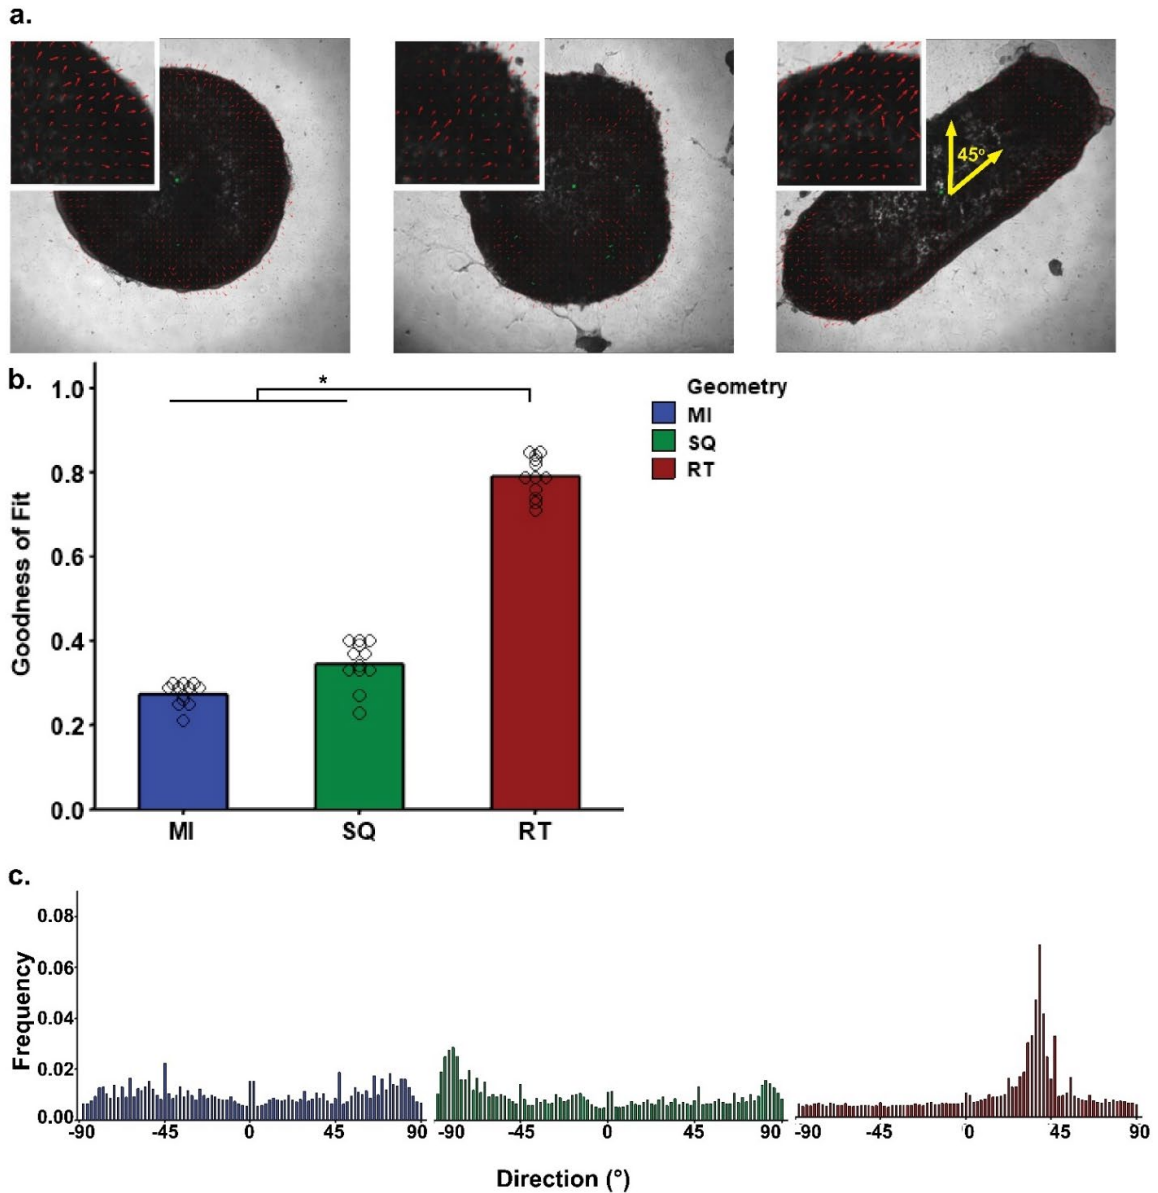 a.
45°
b.
1.0
*
0.8
0.6
0.4
0.2
0.0
Goodness of Fit
MI
SQ
RT
Geometry
MI
SQ
RT
c.
0.08
0.06
0.04
0.02
0.00
Frequency
-90 -45 0 45 90 -90 -45 0 45 90 -90 -45 0 45 90
Direction (°)